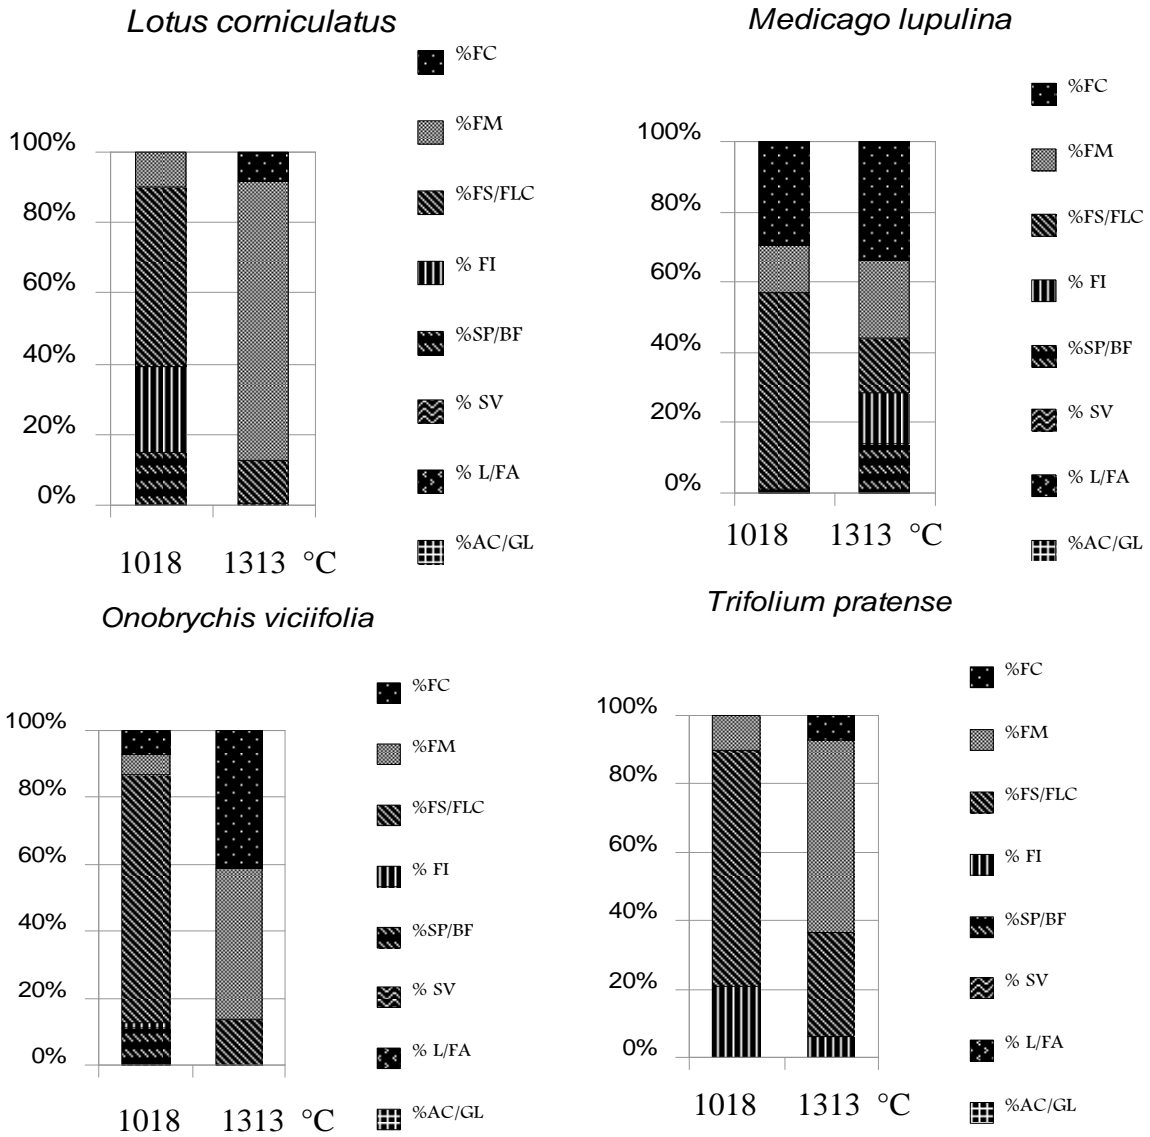 Lotus corniculatus
%FC
%FM
%FS/FLC
% FI
%SP/BF
% SV
% L/FA
%AC/GL
100%
80%
60%
40%
20%
0%
1018 1313 °C
Medicago lupulina
%FC
%FM
%FS/FLC
% FI
%SP/BF
% SV
% L/FA
%AC/GL
100%
80%
60%
40%
20%
0%
1018 1313 °C
Onobrychis viciifolia
%FC
%FM
%FS/FLC
% FI
%SP/BF
% SV
% L/FA
%AC/GL
100%
80%
60%
40%
20%
0%
1018 1313 °C
Trifolium pratense
%FC
%FM
%FS/FLC
% FI
%SP/BF
% SV
% L/FA
%AC/GL
100%
80%
60%
40%
20%
0%
1018 1313 °C